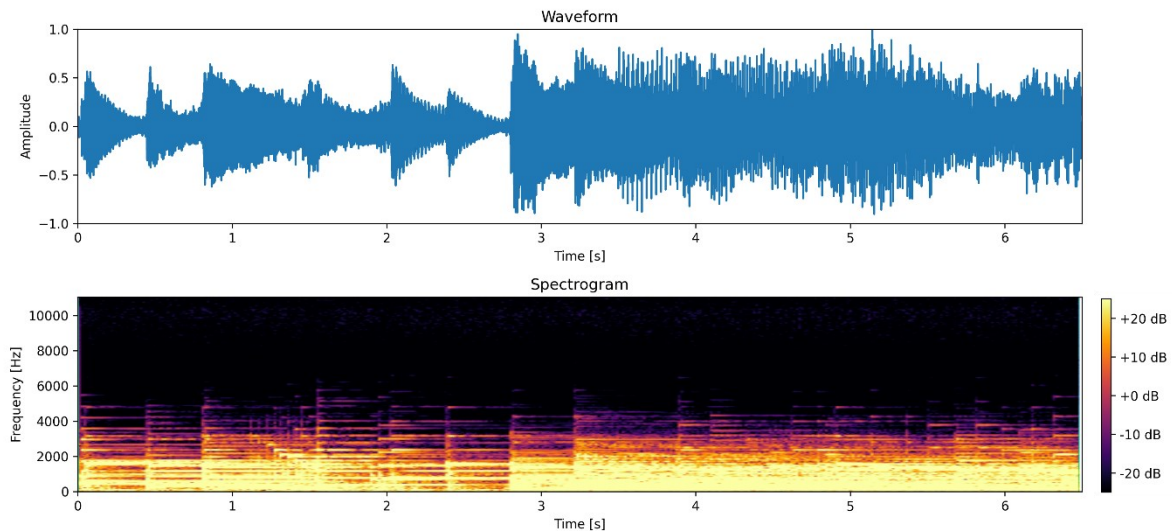 Waveform
1.0
0.5
0.0
−0.5
−1.0
Amplitude
0 1 2 3 4 5 6
Time [s]
Spectrogram
10000
8000
6000
4000
2000
0
Frequency [Hz]
0 1 2 3 4 5 6
Time [s]
+20 dB
+10 dB
+0 dB
-10 dB
-20 dB